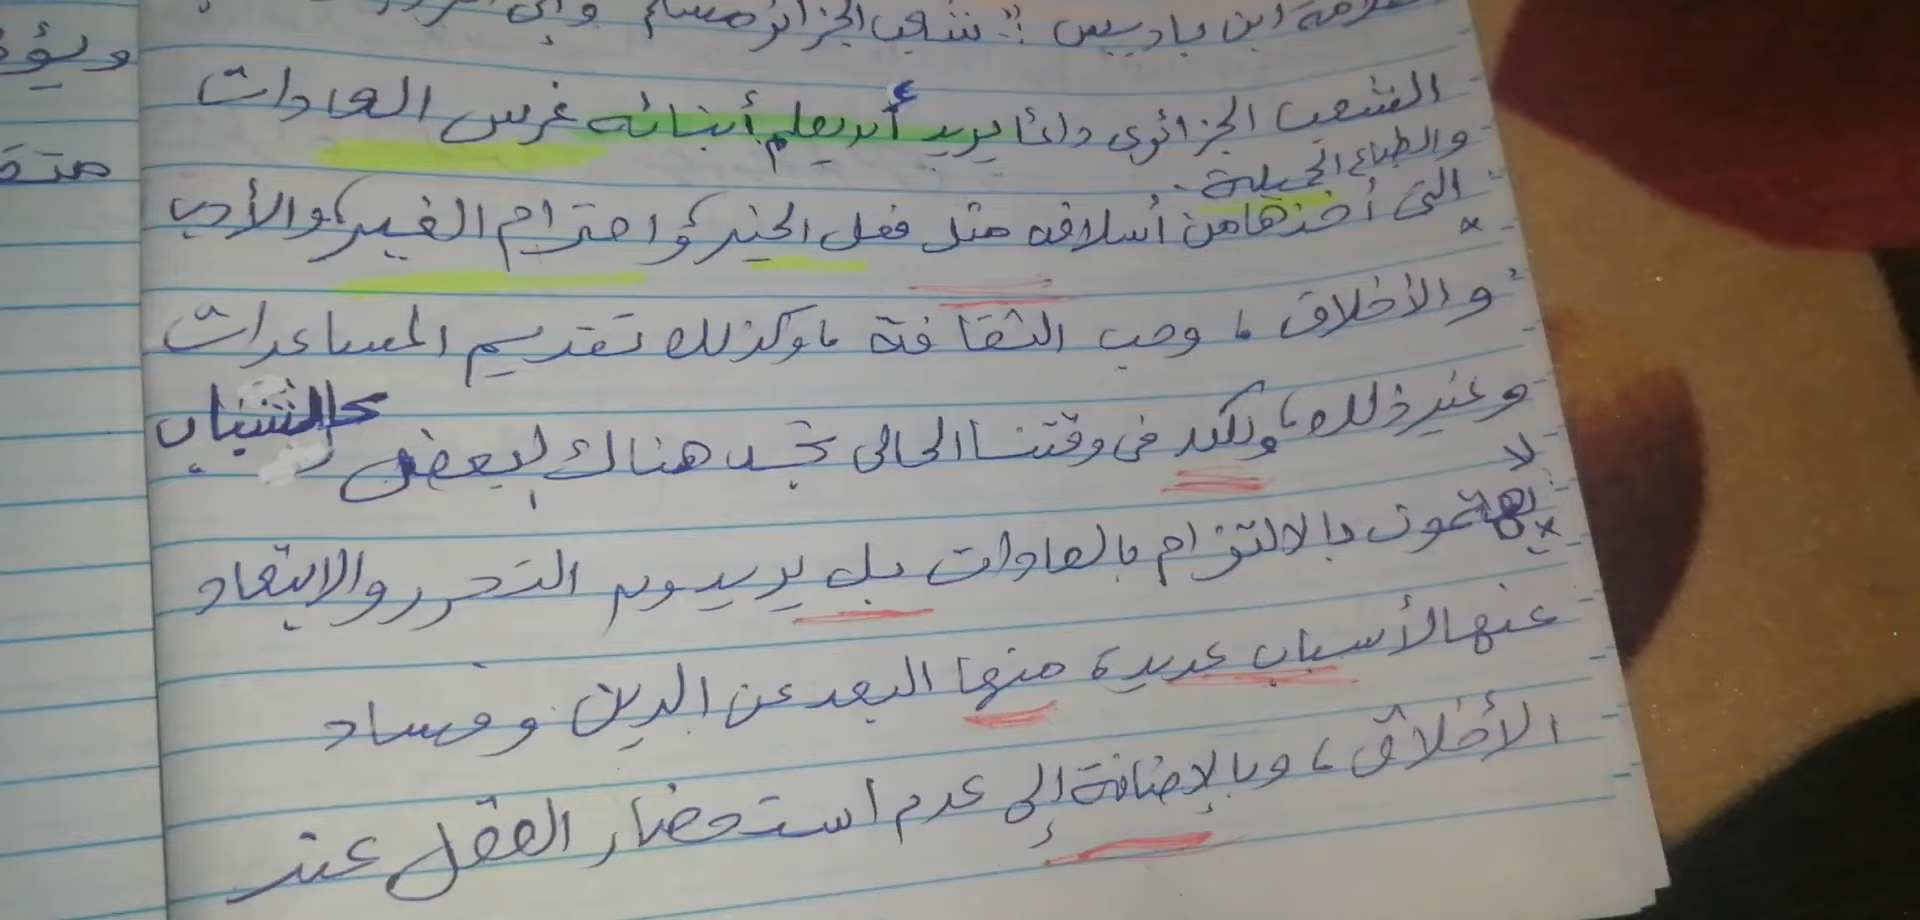 ابن باديس: "شعب الجزائر مسلم وإلى
الشعب الجزائري دائما يريد أن يعلم أبنائه غرس العادات
والطباع الجميلة
التي أخذها من أسلافه مثل فعل الخير، واحترام الغير، والأدب
والأخلاق، وحب الثقافة، وكذلك تقديم المساعدات
وغير ذلك، ولكن في وقتنا الحالي نجد هناك لبعض الشباب
لا
يهتمون بالالتزام بالعادات بل يريدون التحرر والابتعاد
عنها لأسباب عديدة، منها البعد عن الدين وفساد
الأخلاق، وبالإضافة إلى عدم استحضار العقل عند